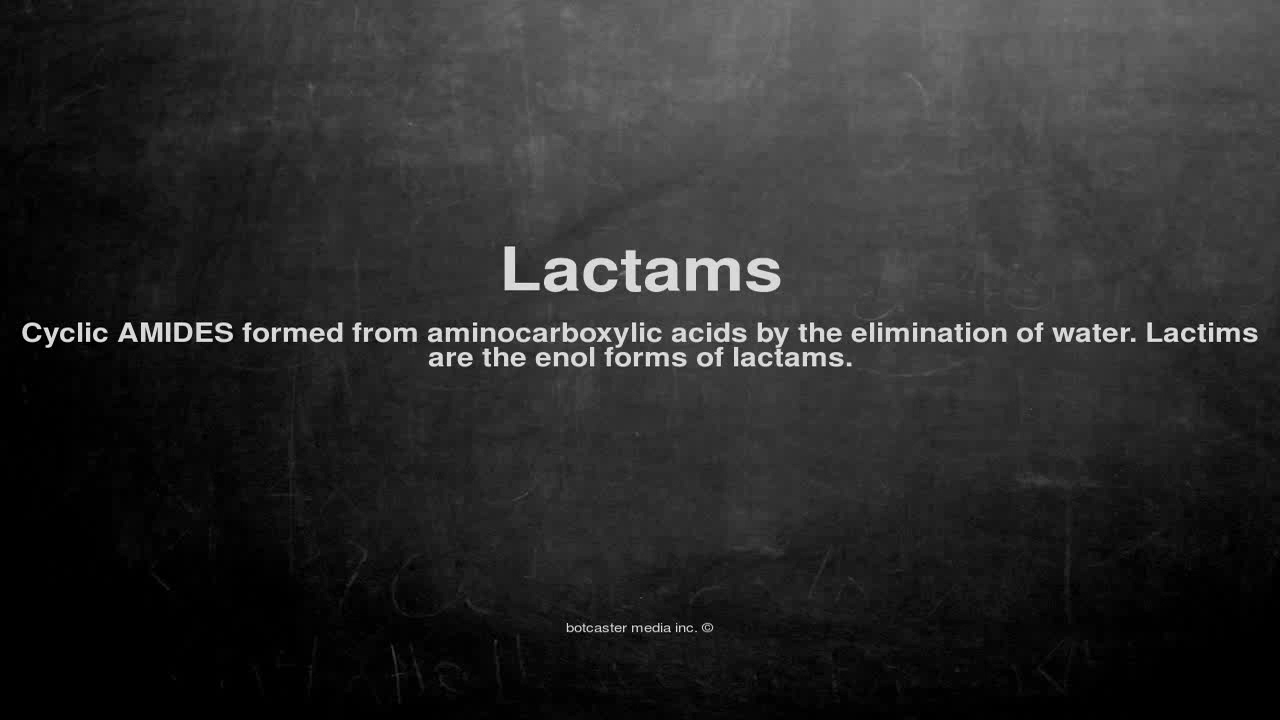 Lactams
Cyclic AMIDES formed from aminocarboxylic acids by the elimination of water. Lactims
are the enol forms of lactams.
botcaster media inc. ©